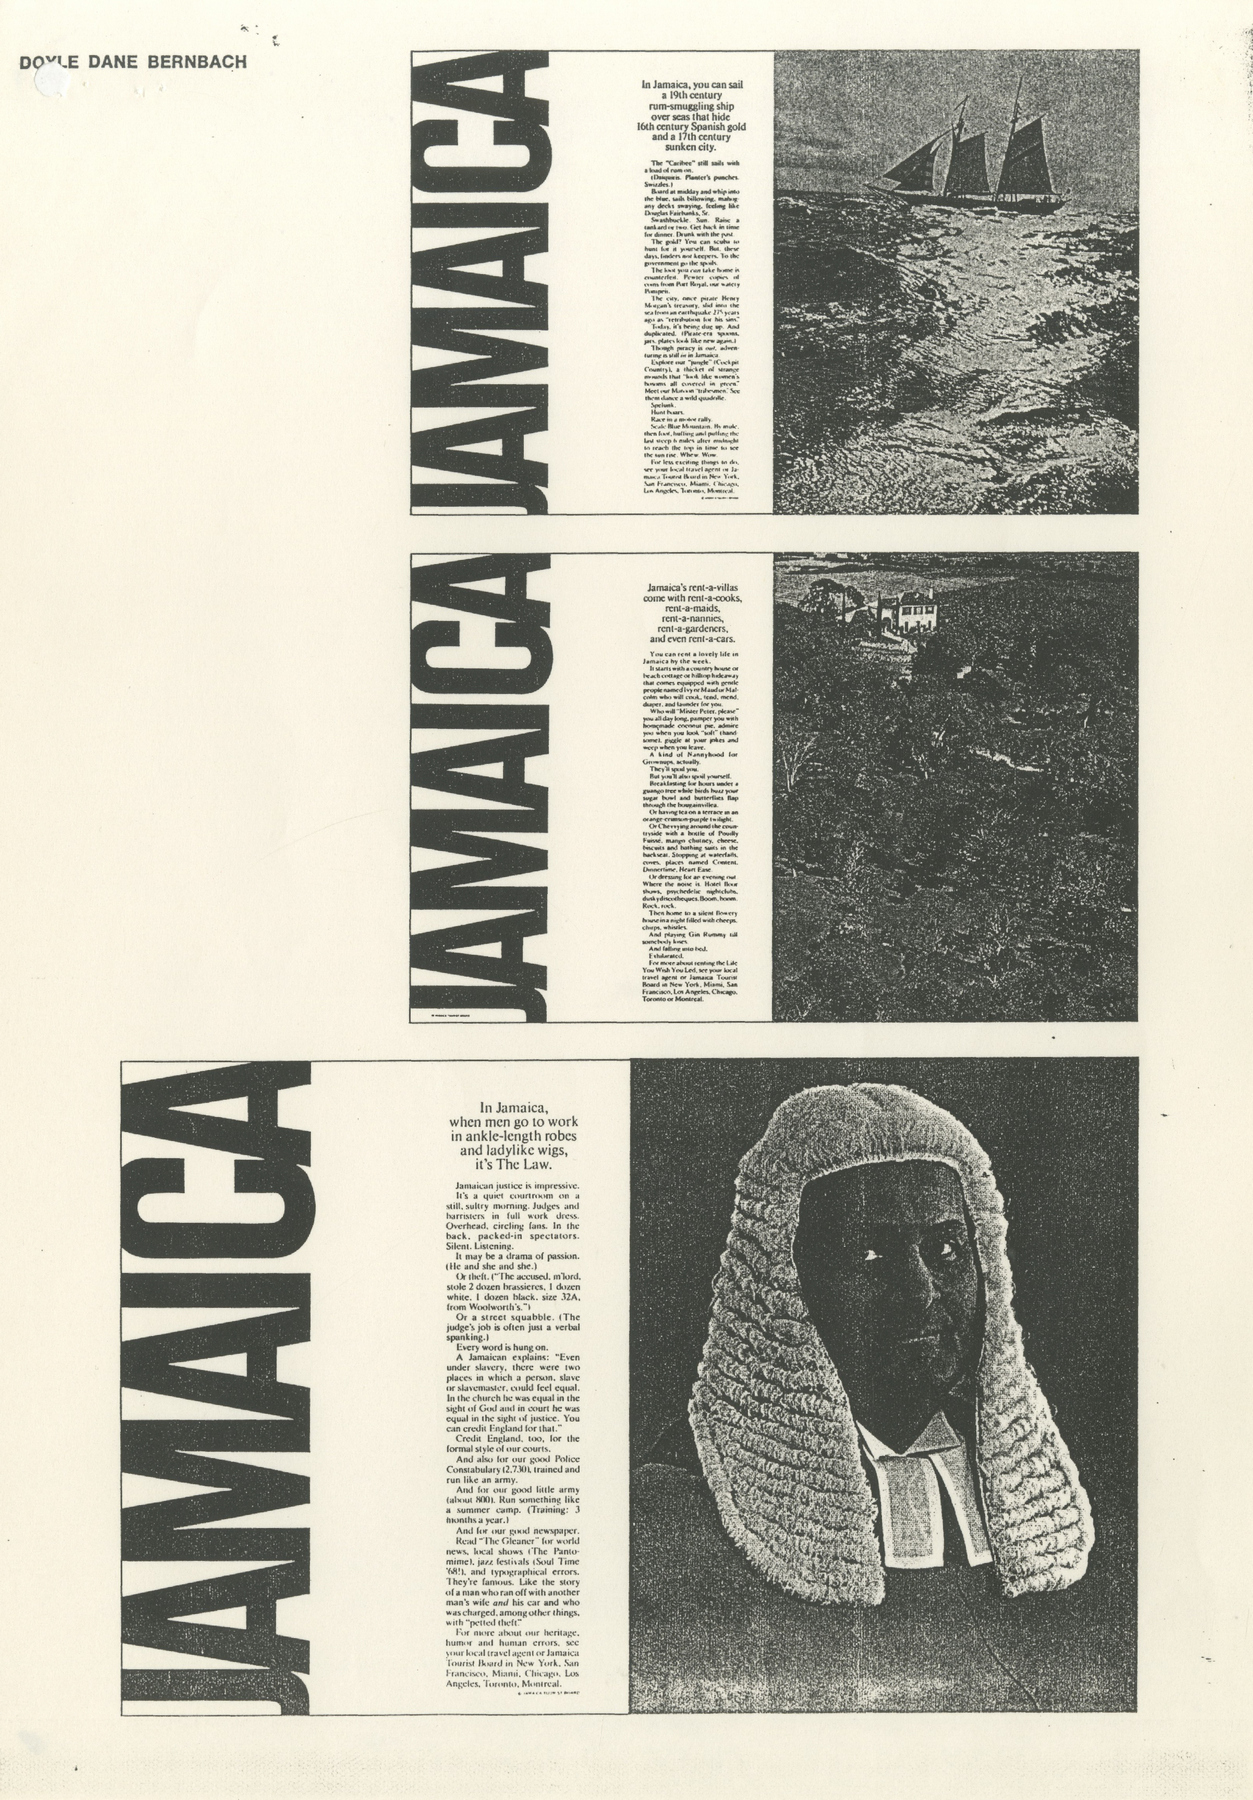 DOYLE DANE BERNBACH
JAMAICA
In Jamaica, you can sail
a 19th century
rum-smuggling ship
over seas that hide
16th century Spanish gold
and a 17th century
sunken city.
The "Caribee" still sails with
a load of rum on.
(Daiquiris. Planter's punches.
Swizzles.)
Board at midday and whip into
the blue, sails billowing, mahog-
any decks swaying, feeling like
Douglas Fairbanks, Sr.
Swashbuckle. Sun. Raise a
tankard or two. Get back in time
for dinner. Drunk with the past.
The gold? You can scuba to
hunt for it yourself. But, these
days, finders not keepers. To the
government go the spoils.
The loot you can take home is
counterfeit. Pewter copies of
coins from Port Royal, our watery
Pompeii.
The city, once pirate Henry
Morgan's treasury, slid into the
sea from an earthquake 275 years
ago as "retribution for his sins."
Today, it's being dug up. And
duplicated. (Pirate-era spoons,
jars, plates look like new again.)
Though piracy is out, adven-
turing is still in in Jamaica.
Explore our "jungle" (Cockpit
Country), a thicket of strange
mounds that "look like women's
bosoms all covered in green."
Meet our Maroon "tribesmen." See
them dance a wild quadrille.
Spelunk.
Hunt boars.
Race in a motor rally.
Scale Blue Mountain. By mule,
then foot, huffing and puffing the
last steep 6 miles after midnight
to reach the top in time to see
the sun rise. Whew. Wow.
For less exciting things to do,
see your local travel agent or Ja-
maica Tourist Board in New York,
San Francisco, Miami, Chicago,
Los Angeles, Toronto, Montreal.
JAMAICA
Jamaica's rent-a-villas
come with rent-a-cooks,
rent-a-maids,
rent-a-nannies,
rent-a-gardeners,
and even rent-a-cars.
You can rent a lovely life in
Jamaica by the week.
It starts with a country house or
beach cottage or hilltop hideaway
that comes equipped with gentle
people named Ivy or Maud or Mal-
colm who will cook, tend, mend,
diaper, and launder for you.
Who will "Mister Peter, please"
you all day long, pamper you with
homemade coconut pie, admire
you when you look "soft" (hand-
some), giggle at your jokes and
weep when you leave.
A kind of Nannyhood for
Grownups, actually.
They'll spoil you.
But you'll also spoil yourself.
Breakfasting for hours under a
guango tree while birds buzz your
sugar bowl and butterflies flap
through the bougainvillea.
Or having tea on a terrace in an
orange-crimson-purple twilight.
Or Chevvying around the coun-
tryside with a bottle of Pouilly
Fuissé, mango chutney, cheese,
biscuits and bathing suits in the
backseat. Stopping at waterfalls,
coves, places named Content,
Dinnertime, Heart Ease.
Or dressing for an evening out.
Where the noise is. Hotel floor
shows, psychedelic nightclubs,
dusky discotheques. Boom, boom.
Rock, rock.
Then home to a silent flowery
house in a night filled with cheeps,
chirps, whistles.
And playing Gin Rummy till
somebody loses.
And falling into bed,
Exhilarated.
For more about renting the Life
You Wish You Led, see your local
travel agent or Jamaica Tourist
Board in New York, Miami, San
Francisco, Los Angeles, Chicago,
Toronto or Montreal.
JAMAICA
In Jamaica,
when men go to work
in ankle-length robes
and ladylike wigs,
it's The Law.
Jamaican justice is impressive.
It's a quiet courtroom on a
still, sultry morning. Judges and
barristers in full work dress.
Overhead, circling fans. In the
back, packed-in spectators.
Silent. Listening.
It may be a drama of passion.
(He and she and she.)
Or theft. ("The accused, m'lord,
stole 2 dozen brassieres, 1 dozen
white, 1 dozen black, size 32A,
from Woolworth's.")
Or a street squabble. (The
judge's job is often just a verbal
spanking.)
Every word is hung on.
A Jamaican explains: "Even
under slavery, there were two
places in which a person, slave
or slavemaster, could feel equal.
In the church he was equal in the
sight of God and in court he was
equal in the sight of justice. You
can credit England for that."
Credit England, too, for the
formal style of our courts.
And also for our good Police
Constabulary (2,730), trained and
run like an army.
And for our good little army
(about 800). Run something like
a summer camp. (Training: 3
months a year.)
And for our good newspaper.
Read "The Gleaner" for world
news, local shows (The Panto-
mime), jazz festivals (Soul Time
'68!), and typographical errors.
They're famous. Like the story
of a man who ran off with another
man's wife and his car and who
was charged, among other things,
with "petted theft."
For more about our heritage,
humor and human errors, see
your local travel agent or Jamaica
Tourist Board in New York, San
Francisco, Miami, Chicago, Los
Angeles, Toronto, Montreal.